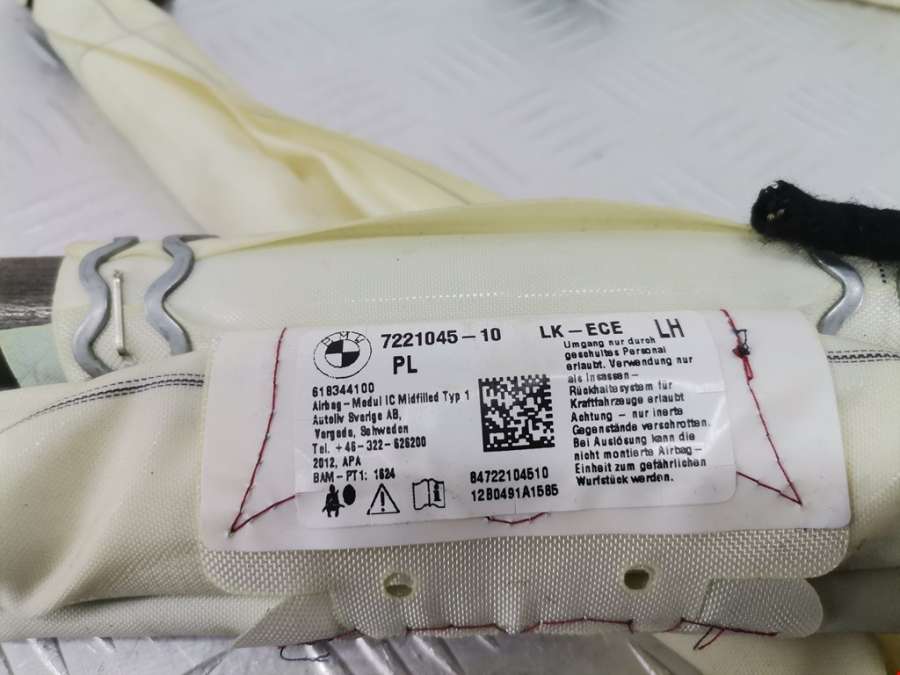 BMW
7221045-10
LK-ECE
LH
PL
618344100
Airbag-Modul IC Midfilled Typ 1
Autoliv Sverige AB,
Vargada, Schweden
Tel. +46-322-626200
2012, APA
BAM-PT1: 1624
84722104510
12B0491A1585
Umgang nur durch
geschultes Personal
erlaubt. Verwendung nur
als Insassen-
Rückhaltesystem für
Kraftfahrzeuge erlaubt
Achtung - nur inerte
Gegenstände verschrotten.
Bei Auslösung kann die
nicht montierte Airbag-
Einheit zum gefährlichen
Wurfstück werden.